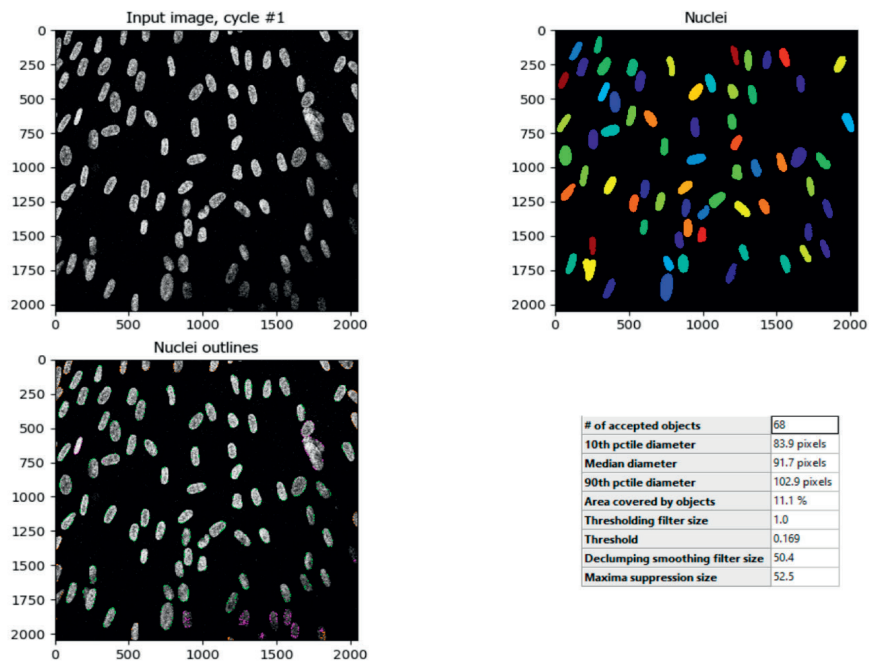 Input image, cycle #1
0
250
500
750
1000
1250
1500
1750
2000
0 500 1000 1500 2000
Nuclei
0
250
500
750
1000
1250
1500
1750
2000
0 500 1000 1500 2000
Nuclei outlines
0
250
500
750
1000
1250
1500
1750
2000
0 500 1000 1500 2000
# of accepted objects 68
10th pctile diameter 83.9 pixels
Median diameter 91.7 pixels
90th pctile diameter 102.9 pixels
Area covered by objects 11.1 %
Thresholding filter size 1.0
Threshold 0.169
Declumping smoothing filter size 50.4
Maxima suppression size 52.5